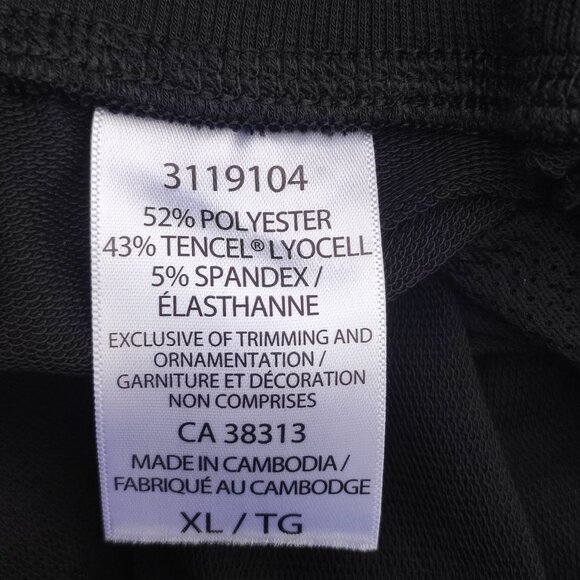 3119104
52% POLYESTER
43% TENCEL® LYOCELL
5% SPANDEX /
ÉLASTHANNE
EXCLUSIVE OF TRIMMING AND
ORNAMENTATION /
GARNITURE ET DÉCORATION
NON COMPRISES
CA 38313
MADE IN CAMBODIA /
FABRIQUÉ AU CAMBODGE
XL / TG